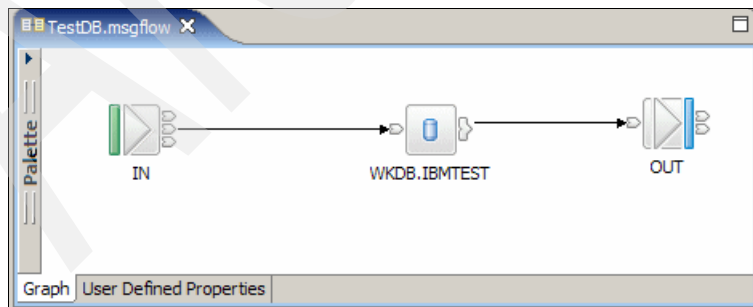 TestDB.msgflow
Palette
IN
WKDB.IBMTEST
OUT
Graph
User Defined Properties